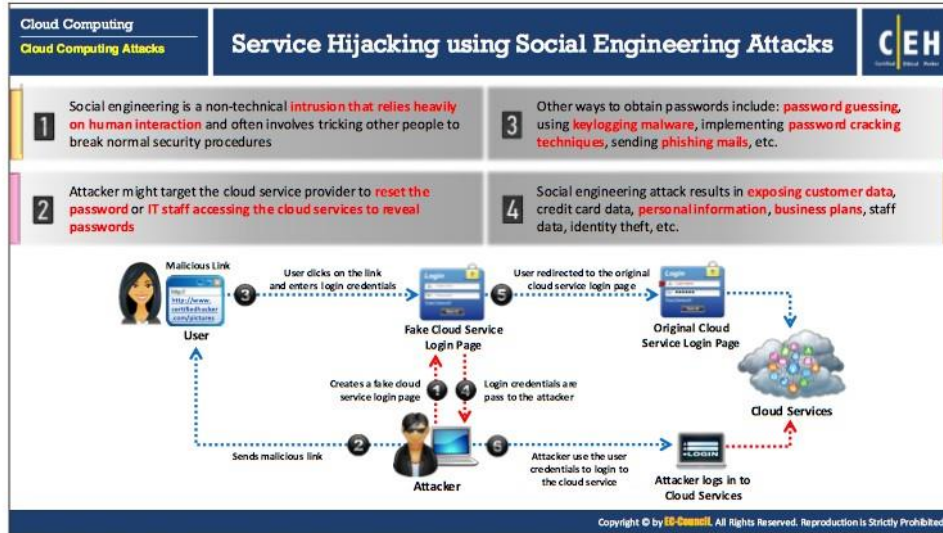 Cloud Computing
Cloud Computing Attacks
Service Hijacking using Social Engineering Attacks
C|EH
Certified Ethical Hacker
1
Social engineering is a non-technical intrusion that relies heavily
on human interaction and often involves tricking other people to
break normal security procedures
2
Attacker might target the cloud service provider to reset the
password or IT staff accessing the cloud services to reveal
passwords
3
Other ways to obtain passwords include: password guessing,
using keylogging malware, implementing password cracking
techniques, sending phishing mails, etc.
4
Social engineering attack results in exposing customer data,
credit card data, personal information, business plans, staff
data, identity theft, etc.
Malicious Link
http://
http://www.
certifiedhacker
.com/pictures
User
3
User clicks on the link
and enters login credentials
Login
Fake Cloud Service
Login Page
5
User redirected to the original
cloud service login page
Login
Original Cloud
Service Login Page
Cloud Services
Creates a fake cloud
service login page
1
4
Login credentials are
pass to the attacker
2
Sends malicious link
Attacker
6
Attacker use the user
credentials to login to
the cloud service
LOGIN
Attacker logs in to
Cloud Services
Copyright © by EC-Council. All Rights Reserved. Reproduction is Strictly Prohibited.